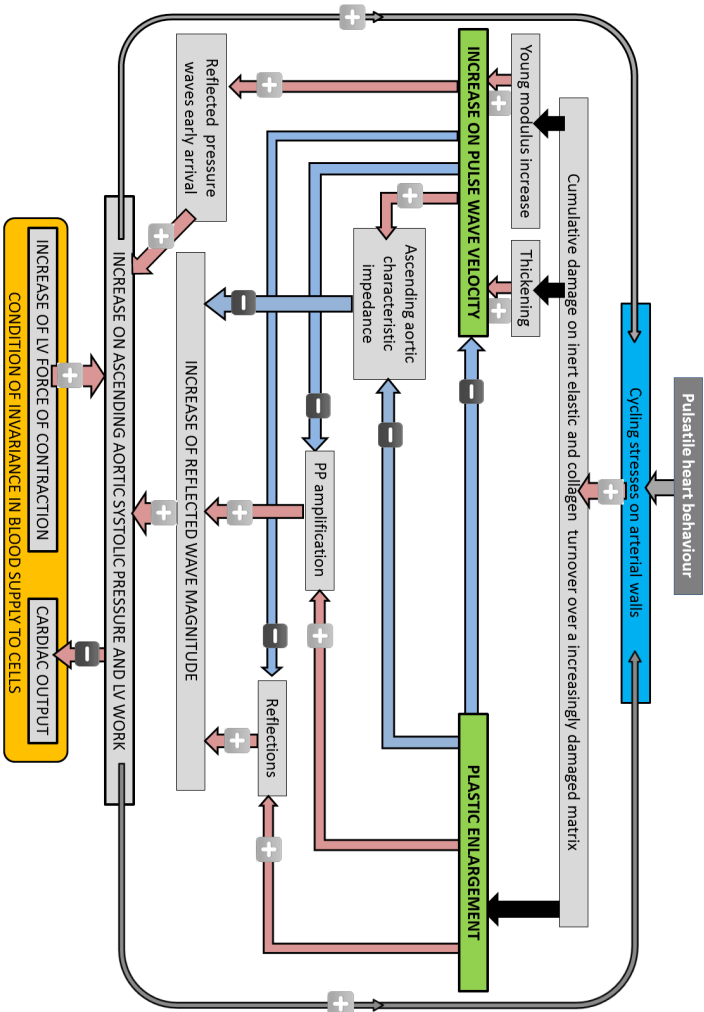 Pulsatile heart behaviour
Cycling stresses on arterial walls
+
Cumulative damage on inert elastic and collagen turnover over a increasingly damaged matrix
Young modulus increase
Thickening
+
+
INCREASE ON PULSE WAVE VELOCITY
PLASTIC ENLARGEMENT
-
+
Ascending aortic
characteristic
impedance
-
PP amplification
-
+
Reflections
-
+
+
Reflected pressure
waves early arrival
-
+
+
INCREASE OF REFLECTED WAVE MAGNITUDE
+
+
INCREASE ON ASCENDING AORTIC SYSTOLIC PRESSURE AND LV WORK
+
+
+
-
INCREASE OF LV FORCE OF CONTRACTION
CARDIAC OUTPUT
CONDITION OF INVARIANCE IN BLOOD SUPPLY TO CELLS